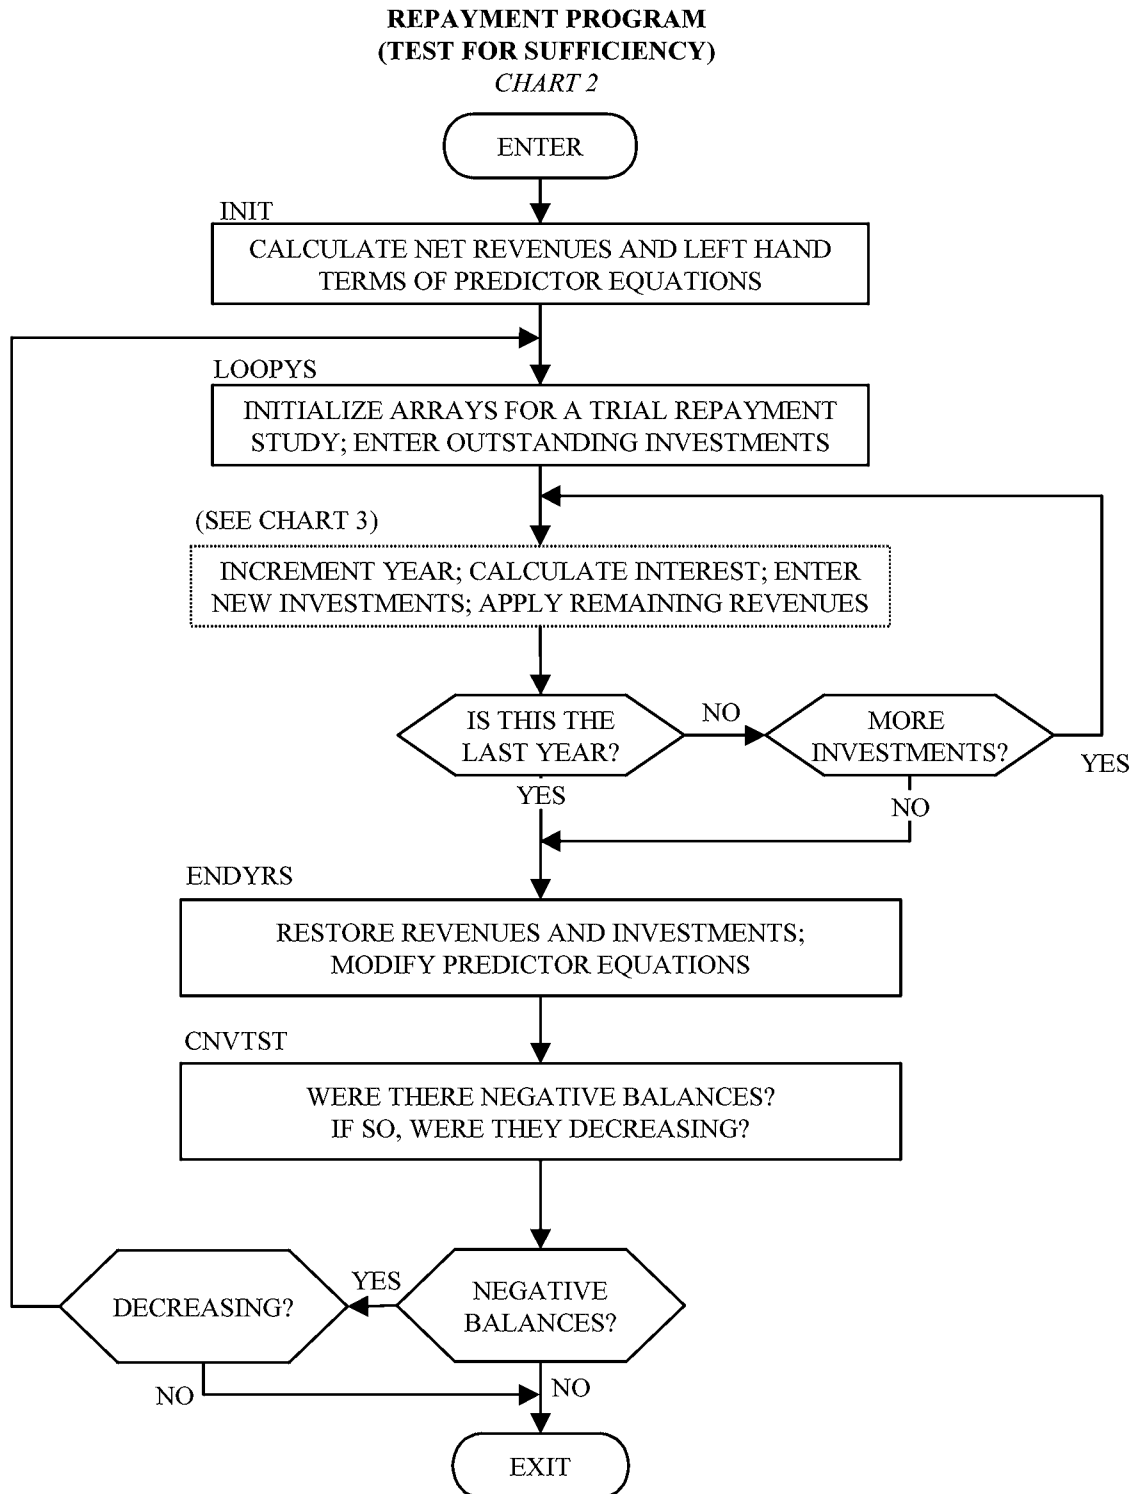 REPAYMENT PROGRAM
(TEST FOR SUFFICIENCY)
CHART 2
ENTER
INIT
CALCULATE NET REVENUES AND LEFT HAND
TERMS OF PREDICTOR EQUATIONS
LOOPYS
INITIALIZE ARRAYS FOR A TRIAL REPAYMENT
STUDY; ENTER OUTSTANDING INVESTMENTS
(SEE CHART 3)
INCREMENT YEAR; CALCULATE INTEREST; ENTER
NEW INVESTMENTS; APPLY REMAINING REVENUES
IS THIS THE
LAST YEAR?
NO
MORE
INVESTMENTS?
YES
YES
NO
ENDYRS
RESTORE REVENUES AND INVESTMENTS;
MODIFY PREDICTOR EQUATIONS
CNVTST
WERE THERE NEGATIVE BALANCES?
IF SO, WERE THEY DECREASING?
NEGATIVE
BALANCES?
YES
DECREASING?
NO
NO
EXIT